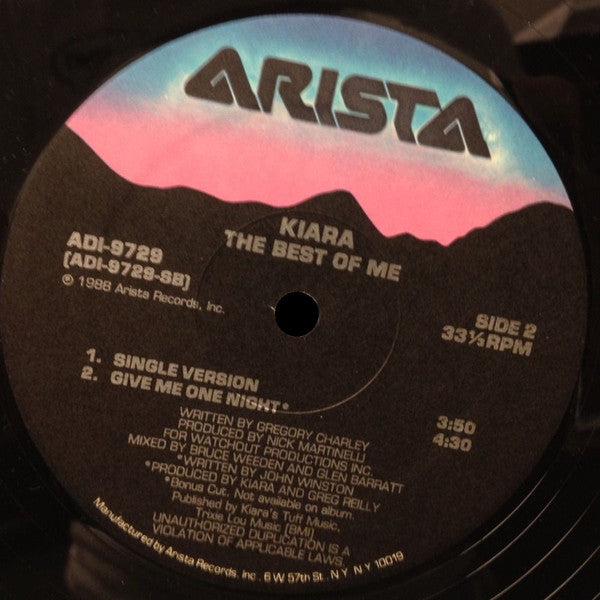 ARISTA
KIARA
THE BEST OF ME
ADI-9729
[ADI-9729-SB]
℗ 1988 Arista Records, Inc.
SIDE 2
33⅓ RPM
1. SINGLE VERSION 3:50
2. GIVE ME ONE NIGHT* 4:30
WRITTEN BY GREGORY CHARLEY
PRODUCED BY NICK MARTINELLI
FOR WATCHOUT PRODUCTIONS INC.
MIXED BY BRUCE WEEDEN AND GLEN BARRATT
*WRITTEN BY JOHN WINSTON
*PRODUCED BY KIARA AND GREG REILLY
*Bonus Cut. Not available on album.
Published by Kiara's Tuff Music,
Trixie Lou Music [BMI]
UNAUTHORIZED DUPLICATION IS A
VIOLATION OF APPLICABLE LAWS.
Manufactured by Arista Records, Inc. 6 W 57th St. N Y N Y 10019